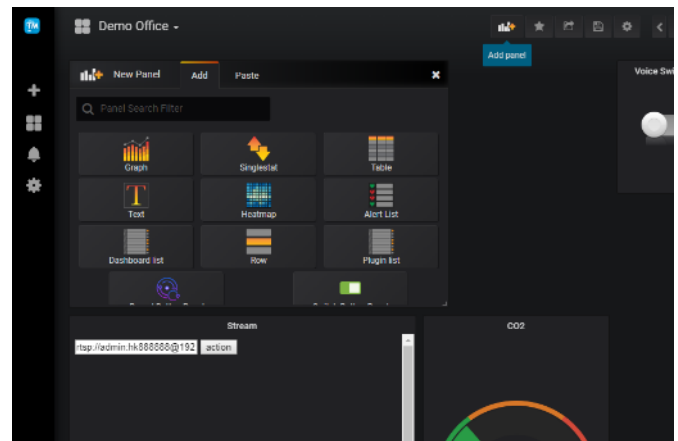 TM
Demo Office
Add panel
New Panel
Add
Paste
Voice Swi
Panel Search Filter
Graph
Singlestat
Table
Text
Heatmap
Alert List
Dashboard list
Row
Plugin list
Stream
CO2
rtsp://admin:hk888888@192
action